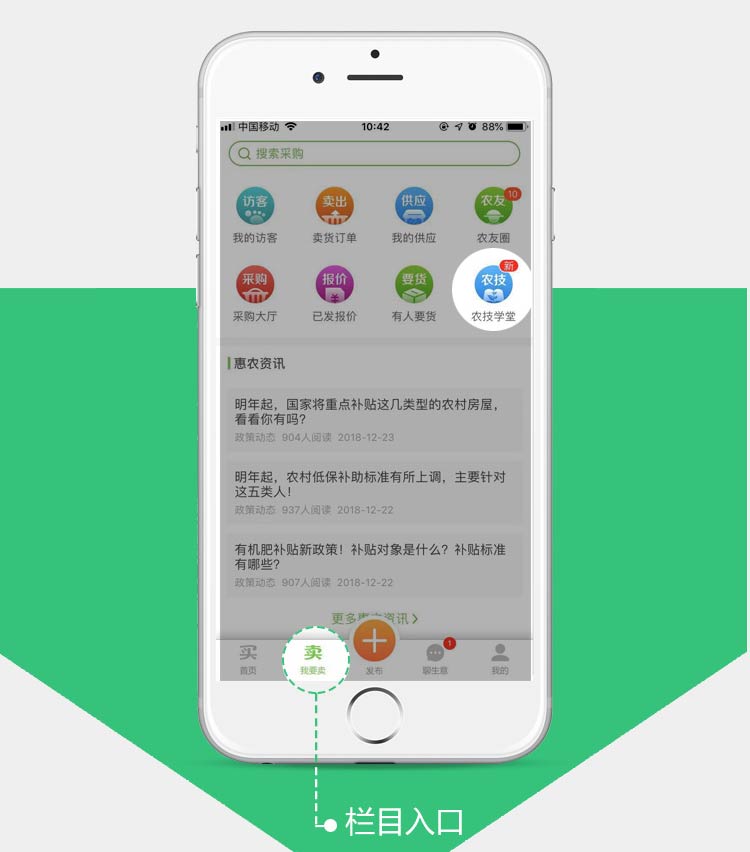 中国移动 10:42 88%
搜索采购
访客 卖出 供应 农友 10
我的访客 卖货订单 我的供应 农友圈
新
采购 报价 要货 农技
采购大厅 已发报价 有人要货 农技学堂
惠农资讯
明年起，国家将重点补贴这几类型的农村房屋，
看看你有吗？
政策动态 904人阅读 2018-12-23
明年起，农村低保补助标准有所上调，主要针对
这五类人！
政策动态 937人阅读 2018-12-22
有机肥补贴新政策！补贴对象是什么？补贴标准
有哪些？
政策动态 907人阅读 2018-12-22
更多惠农资讯
买 卖 1
首页 我要卖 发布 聊生意 我的
栏目入口